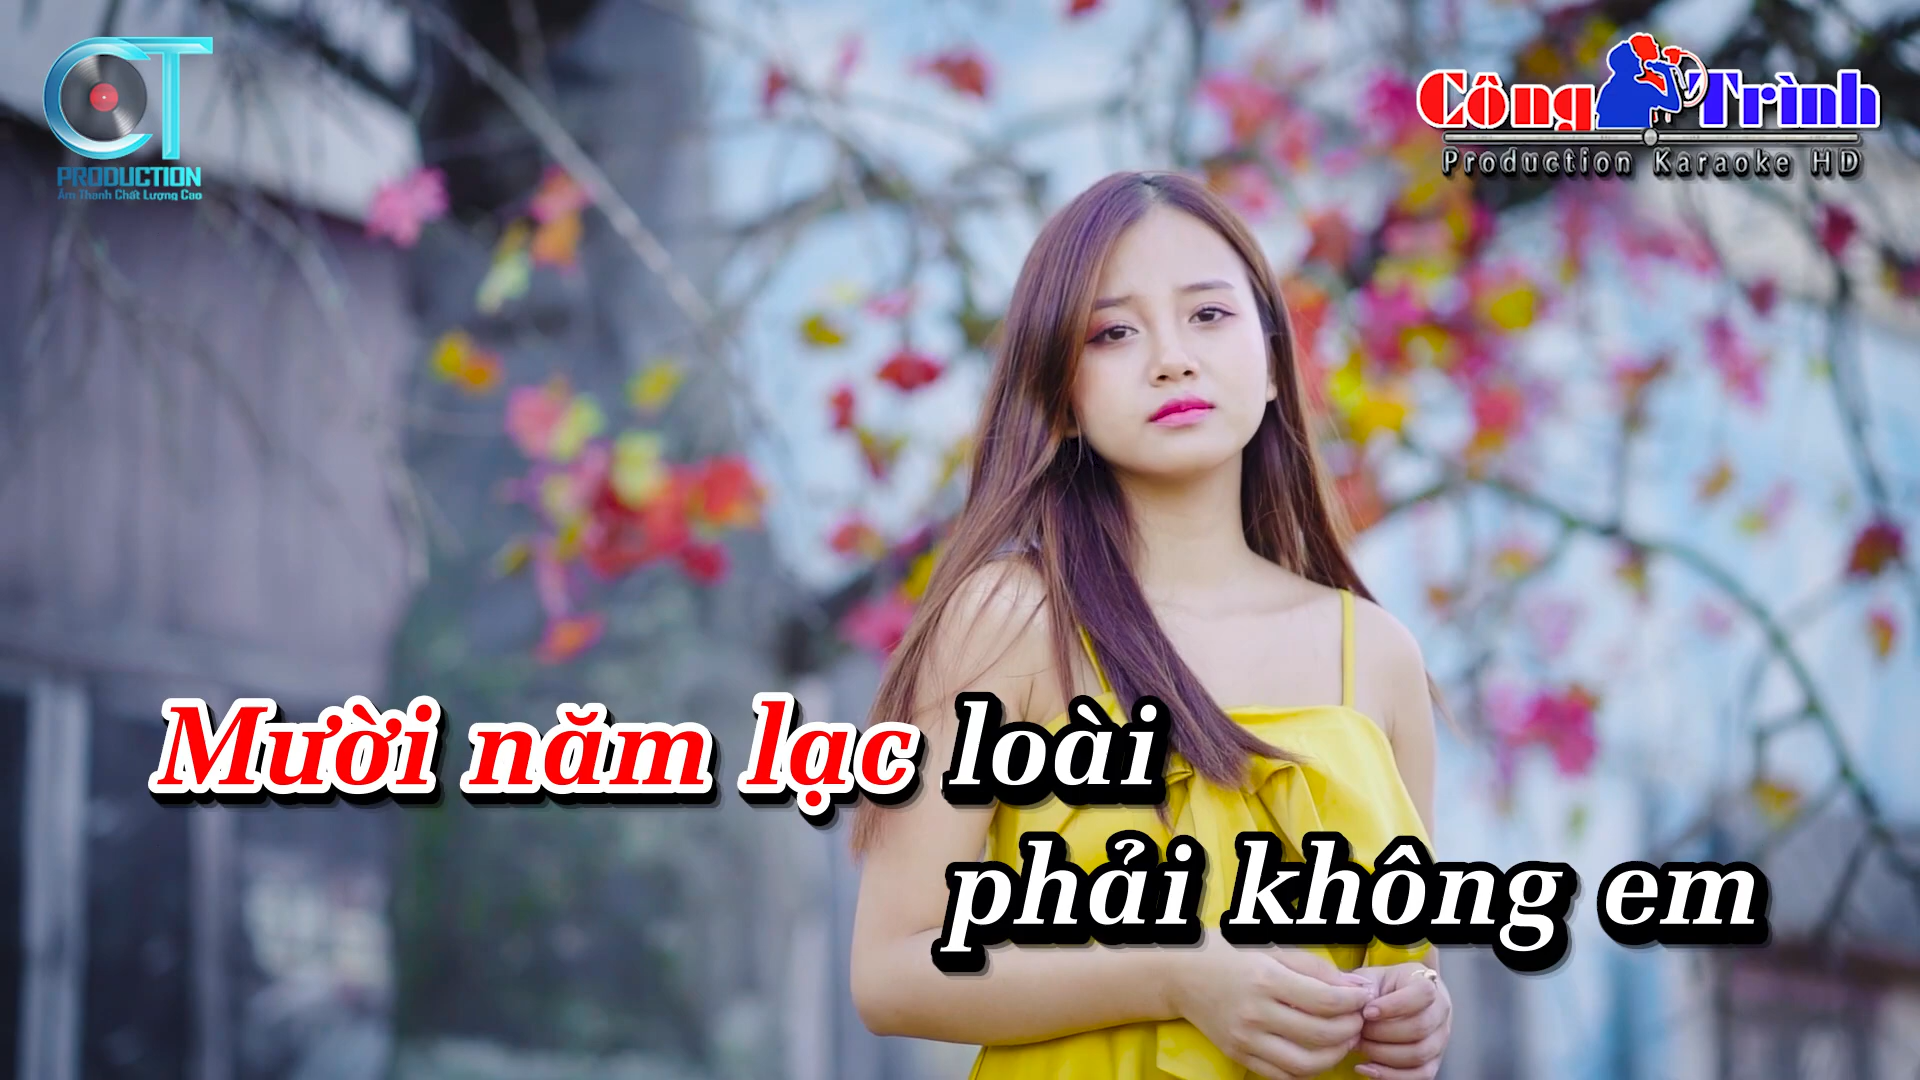 CT
PRODUCTION
Âm Thanh Chất Lượng Cao
Công Trình
Production Karaoke HD
Mười năm lạc loài
phải không em